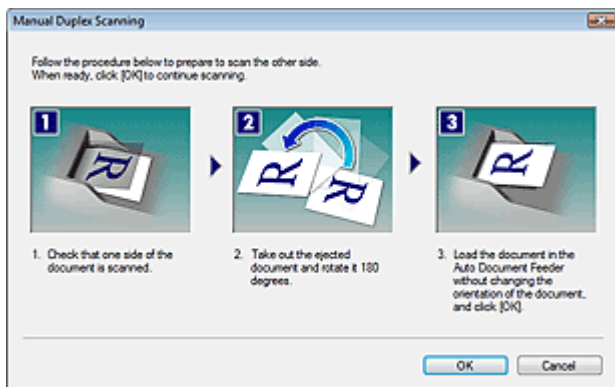 Manual Duplex Scanning
Follow the procedure below to prepare to scan the other side.
When ready, click [OK] to continue scanning.
1
R
2
R
R
3
R
1. Check that one side of the
document is scanned.
2. Take out the ejected
document and rotate it 180
degrees.
3. Load the document in the
Auto Document Feeder
without changing the
orientation of the document,
and click [OK].
OK
Cancel